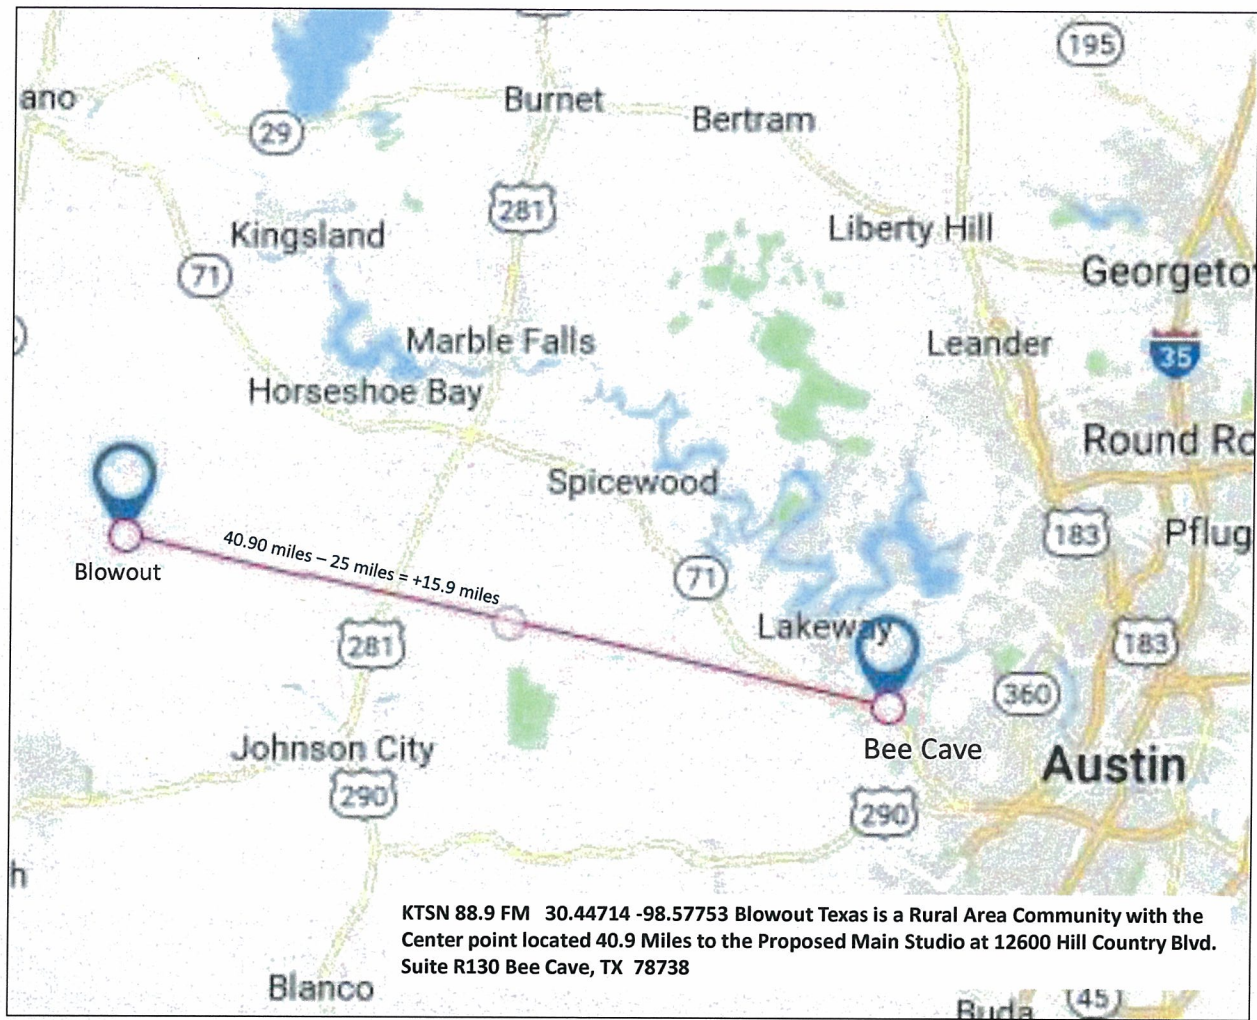 195
ano
Burnet
Bertram
29
281
Kingsland
Liberty Hill
71
Georgeto
Marble Falls
Leander
35
Horseshoe Bay
Round Ro
Spicewood
183
Pflug
40.90 miles – 25 miles = +15.9 miles
Blowout
71
Lakeway
281
183
360
Johnson City
Bee Cave
Austin
290
290
h
KTSN 88.9 FM 30.44714 -98.57753 Blowout Texas is a Rural Area Community with the
Center point located 40.9 Miles to the Proposed Main Studio at 12600 Hill Country Blvd.
Suite R130 Bee Cave, TX 78738
Blanco
Buda
45